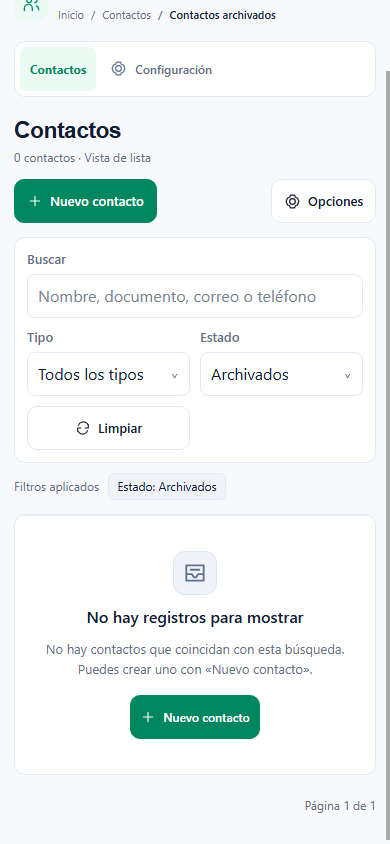 Inicio / Contactos / Contactos archivados
Contactos Configuración
Contactos
0 contactos · Vista de lista
+ Nuevo contacto Opciones
Buscar
Nombre, documento, correo o teléfono
Tipo Estado
Todos los tipos Archivados
Limpiar
Filtros aplicados Estado: Archivados
No hay registros para mostrar
No hay contactos que coincidan con esta búsqueda.
Puedes crear uno con «Nuevo contacto».
+ Nuevo contacto
Página 1 de 1